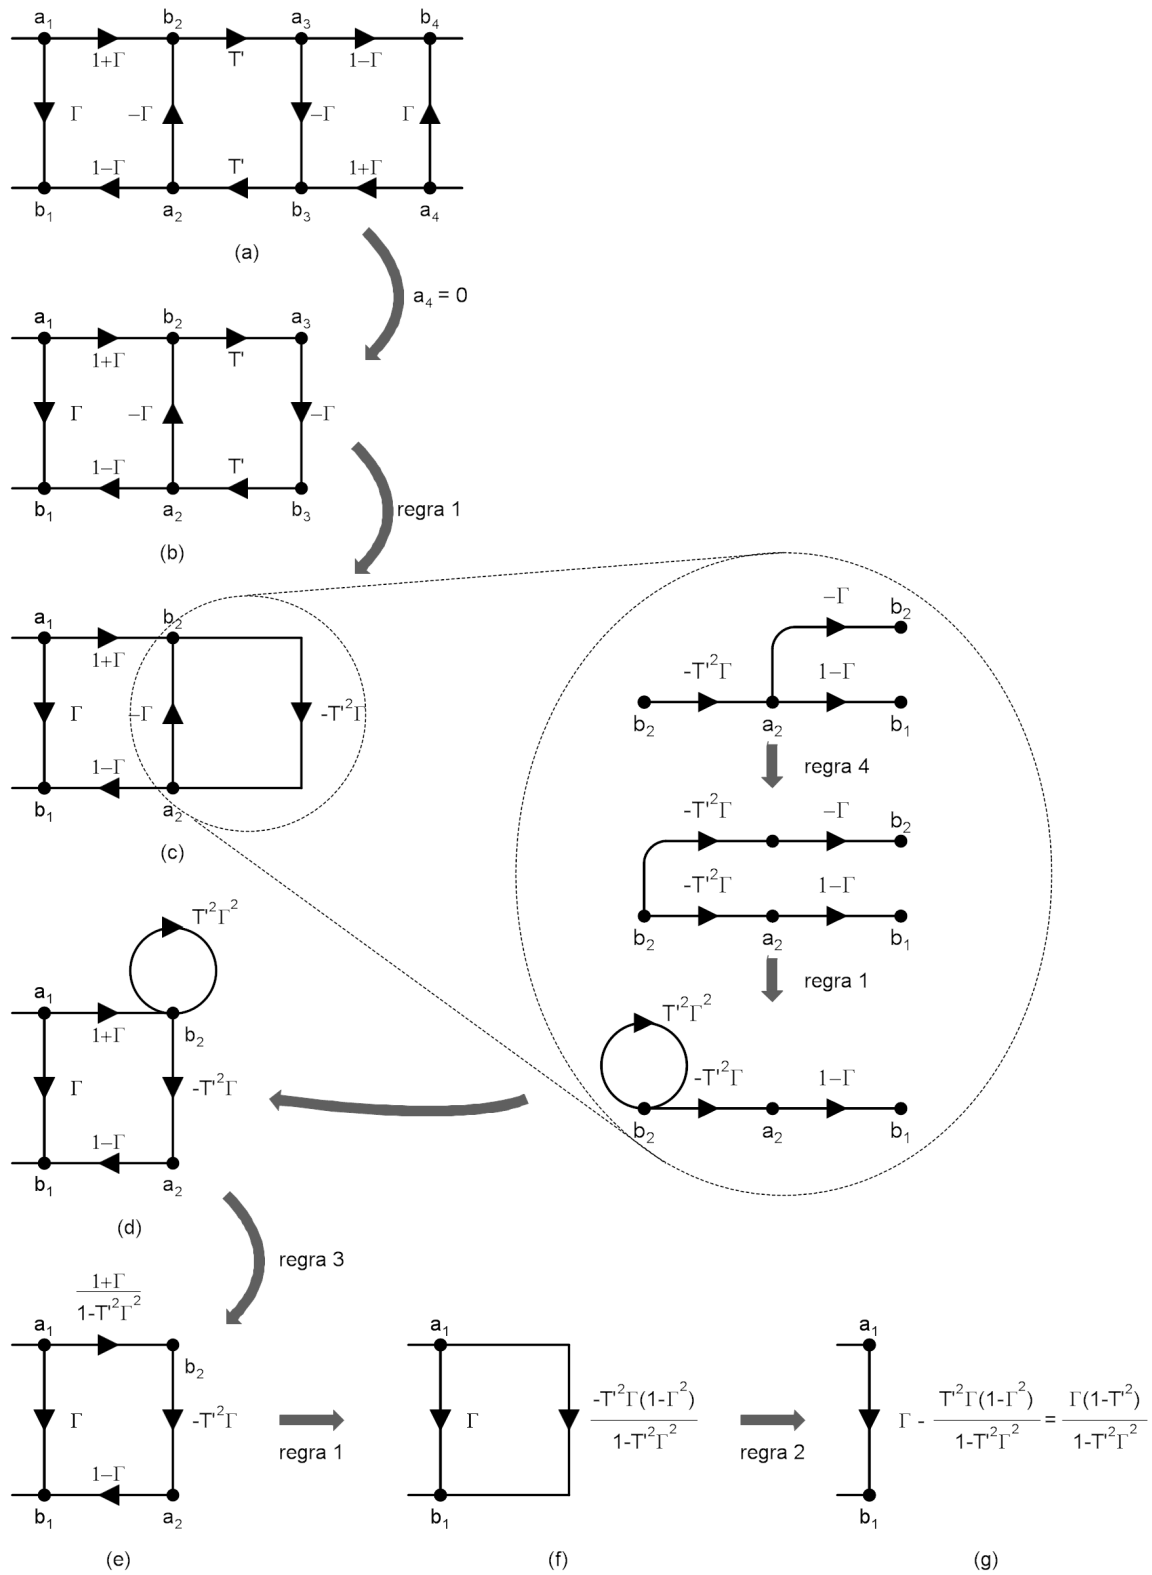 a₁ b₂ a₃ b₄
1+Γ T' 1−Γ
Γ −Γ −Γ Γ
1−Γ T' 1+Γ
b₁ a₂ b₃ a₄
(a)
a₄ = 0
a₁ b₂ a₃
1+Γ T'
Γ −Γ −Γ
1−Γ T'
b₁ a₂ b₃
(b)
regra 1
a₁ b₂
1+Γ
Γ −Γ -T'²Γ
1−Γ
b₁ a₂
(c)
−Γ b₂
-T'²Γ 1−Γ
b₂ a₂ b₁
regra 4
-T'²Γ −Γ b₂
-T'²Γ 1−Γ
b₂ a₂ b₁
regra 1
T'²Γ²
-T'²Γ 1−Γ
b₂ a₂ b₁
T'²Γ²
a₁
1+Γ b₂
Γ -T'²Γ
1−Γ
b₁ a₂
(d)
regra 3
1+Γ
1-T'²Γ²
a₁
b₂
Γ -T'²Γ
1−Γ
b₁ a₂
(e)
regra 1
a₁
Γ
-T'²Γ(1-Γ²)
1-T'²Γ²
b₁
(f)
regra 2
a₁
Γ - T'²Γ(1-Γ²) = Γ(1-T'²)
1-T'²Γ² 1-T'²Γ²
b₁
(g)